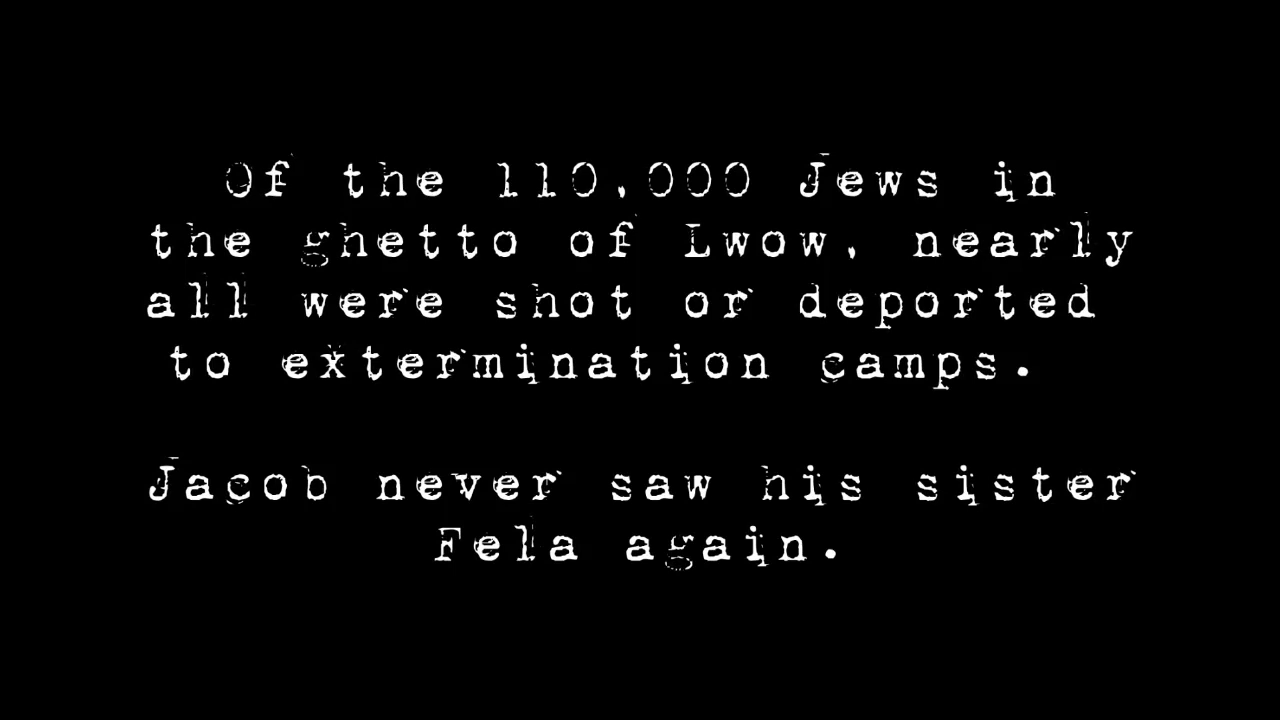 Of the 110,000 Jews in
the ghetto of Lwow, nearly
all were shot or deported
to extermination camps.
Jacob never saw his sister
Fela again.